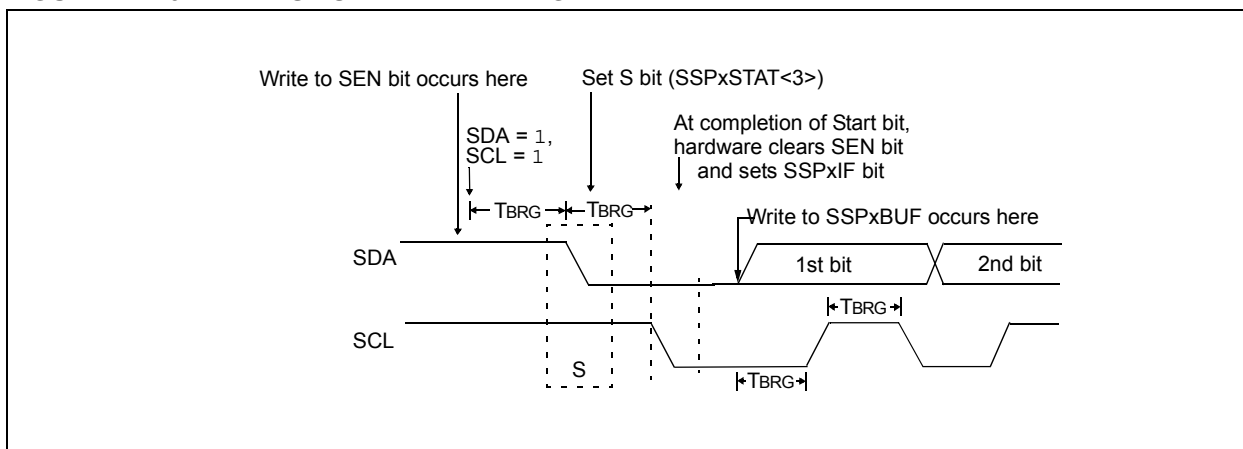 Write to SEN bit occurs here
Set S bit (SSPxSTAT<3>)
SDA = 1,
SCL = 1
At completion of Start bit,
hardware clears SEN bit
and sets SSPxIF bit
TBRG
TBRG
Write to SSPxBUF occurs here
SDA
1st bit
2nd bit
TBRG
SCL
S
TBRG